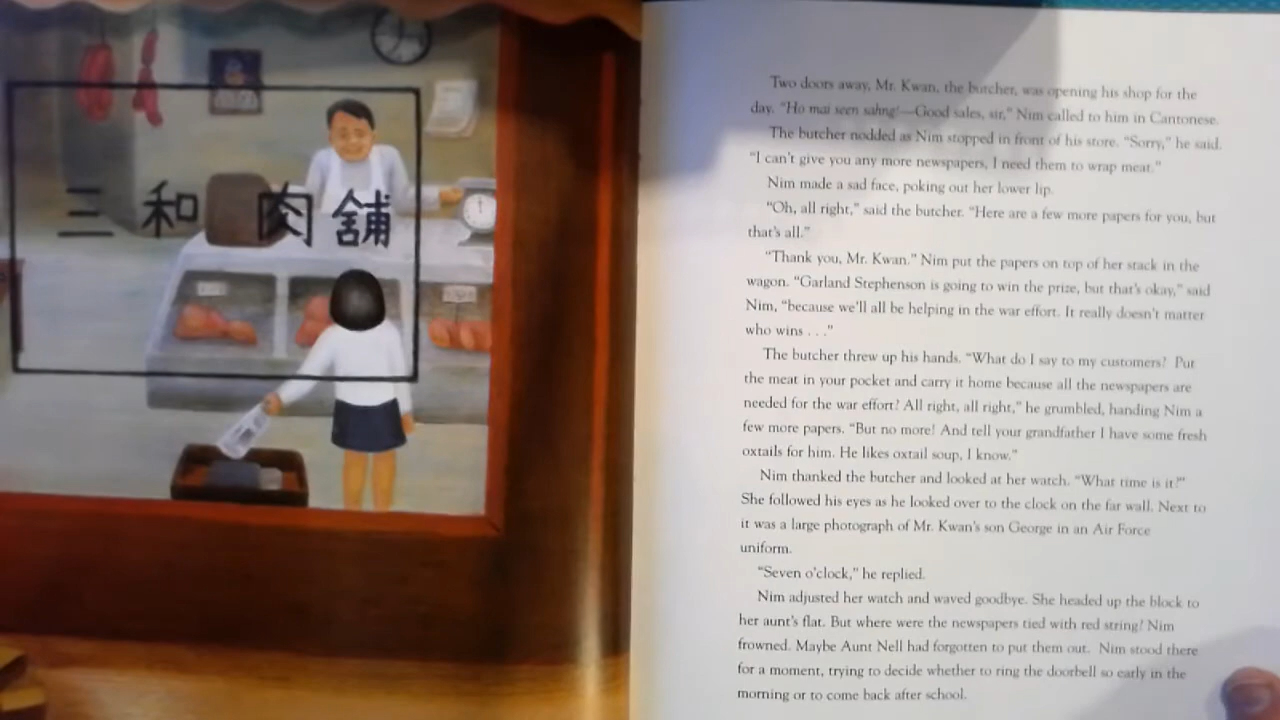 三和 肉舖
Two doors away, Mr. Kwan, the butcher, was opening his shop for the
day. "Ho mai seen sahng!—Good sales, sir," Nim called to him in Cantonese.
The butcher nodded as Nim stopped in front of his store. "Sorry," he said.
"I can't give you any more newspapers, I need them to wrap meat."
Nim made a sad face, poking out her lower lip.
"Oh, all right," said the butcher. "Here are a few more papers for you, but
that's all."
"Thank you, Mr. Kwan." Nim put the papers on top of her stack in the
wagon. "Garland Stephenson is going to win the prize, but that's okay," said
Nim, "because we'll all be helping in the war effort. It really doesn't matter
who wins . . ."
The butcher threw up his hands. "What do I say to my customers? Put
the meat in your pocket and carry it home because all the newspapers are
needed for the war effort? All right, all right," he grumbled, handing Nim a
few more papers. "But no more! And tell your grandfather I have some fresh
oxtails for him. He likes oxtail soup, I know."
Nim thanked the butcher and looked at her watch. "What time is it?"
She followed his eyes as he looked over to the clock on the far wall. Next to
it was a large photograph of Mr. Kwan's son George in an Air Force
uniform.
"Seven o'clock," he replied.
Nim adjusted her watch and waved goodbye. She headed up the block to
her aunt's flat. But where were the newspapers tied with red string? Nim
frowned. Maybe Aunt Nell had forgotten to put them out. Nim stood there
for a moment, trying to decide whether to ring the doorbell so early in the
morning or to come back after school.